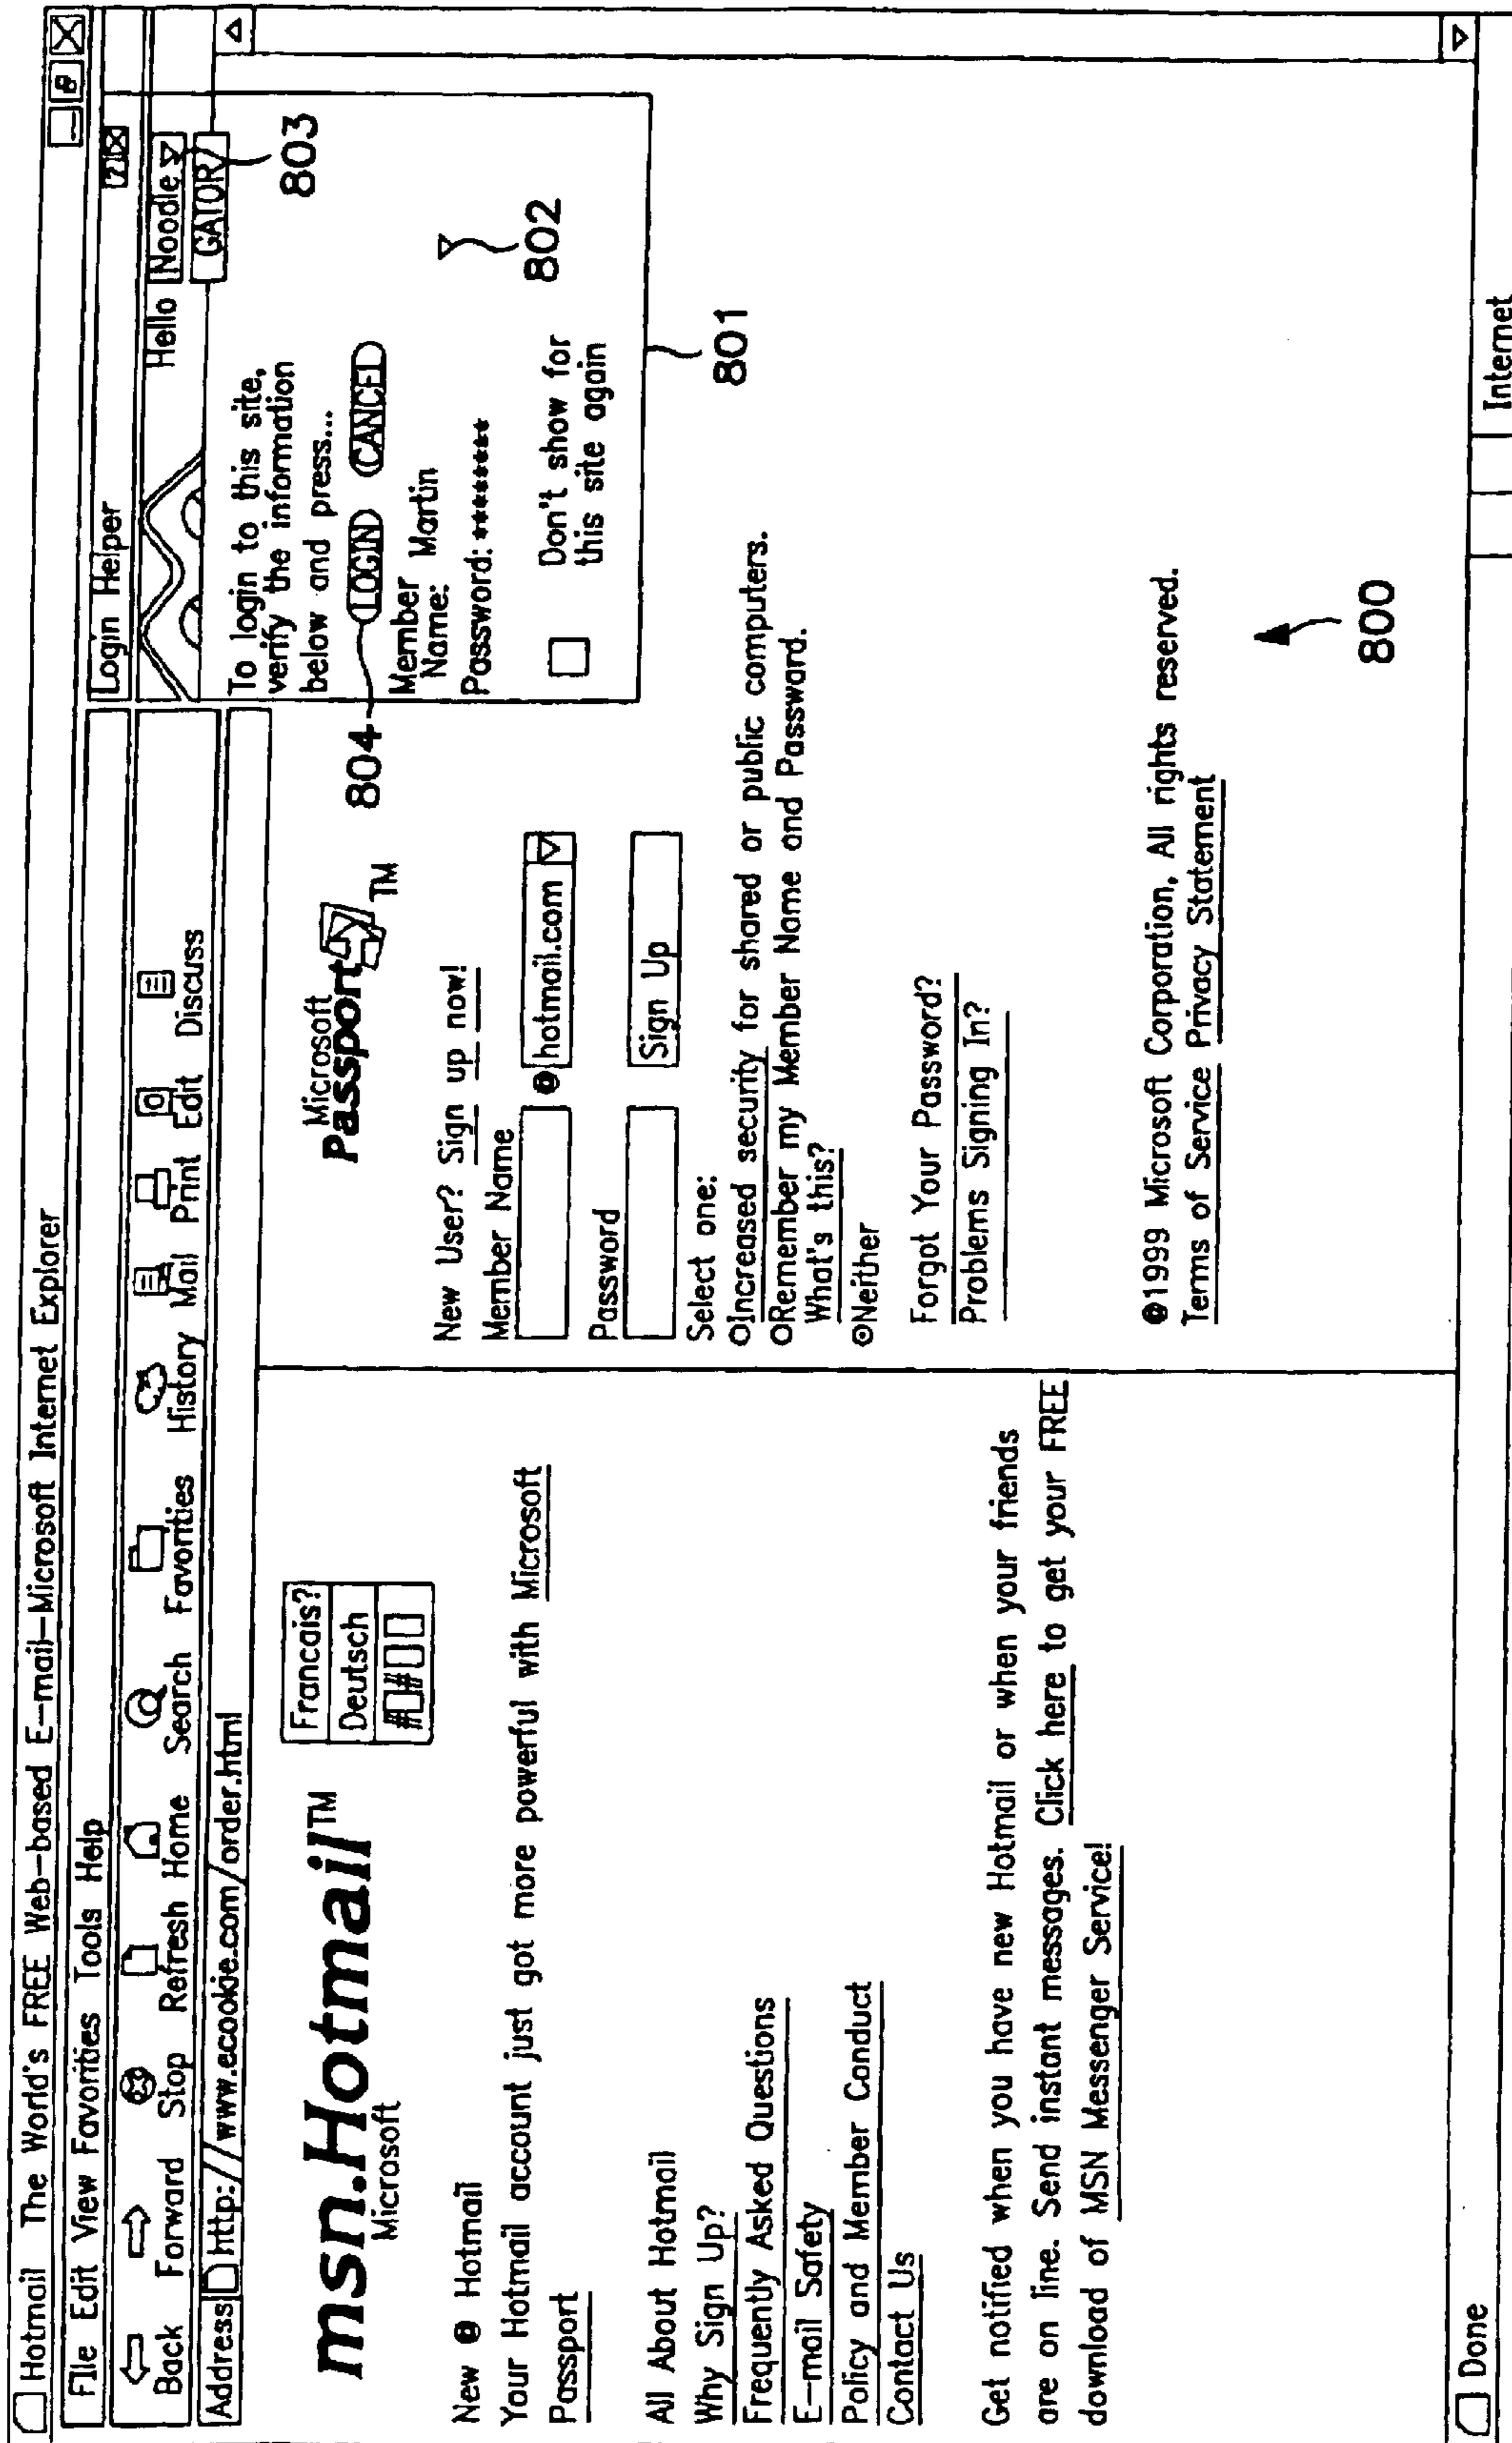 Hotmail The World's FREE Web-based E-mail-Microsoft Internet Explorer
FIle Edit View Favorities Tools Help
Back Forward Stop Refresh Home Search Favorities History Mail Print Edit Discuss
Address http://www.ecookie.com/order.html
Login Helper
Hello Noodle
GATOR
803
To login to this site,
verify the information
below and press...
804
LOGIN CANCEL
Member
Name: Martin
Password: ********
802
Don't show for
this site again
801
msn.Hotmail™
Microsoft
Francais?
Deutsch
New @ Hotmail
Your Hotmail account just got more powerful with Microsoft
Passport
All About Hotmail
Why Sign Up?
Frequently Asked Questions
E-mail Safety
Policy and Member Conduct
Contact Us
Get notified when you have new Hotmail or when your friends
are on line. Send instant messages. Click here to get your FREE
download of MSN Messenger Service!
Microsoft
Passport TM
New User? Sign up now!
Member Name
@ hotmail.com
Password
Sign Up
Select one:
Increased security for shared or public computers.
Remember my Member Name and Passward.
What's this?
Neither
Forgot Your Password?
Problems Signing In?
©1999 Microsoft Corporation, All rights reserved.
Terms of Service Privacy Statement
800
Done
Internet